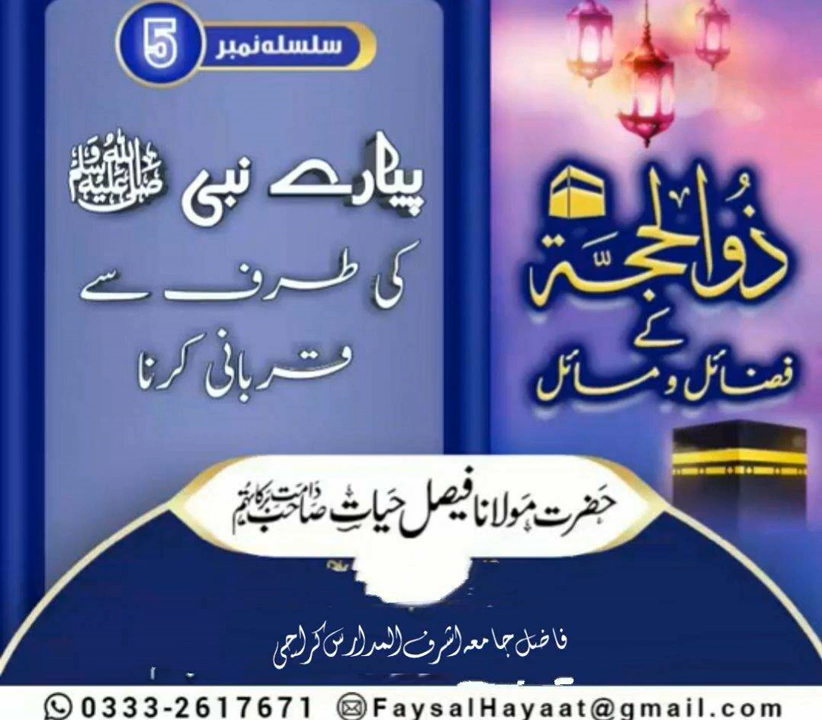 ذُوالحجّة
کے
فضائل و مسائل
سلسلہ نمبر 5
پیارے نبی ﷺ
کی طرف سے
قربانی کرنا
حضرت مولانا فیصل حیات صاحب دامت برکاتہم
فاضل جامعہ اشرف المدارس کراچی
0333-2617671 FaysalHayaat@gmail.com